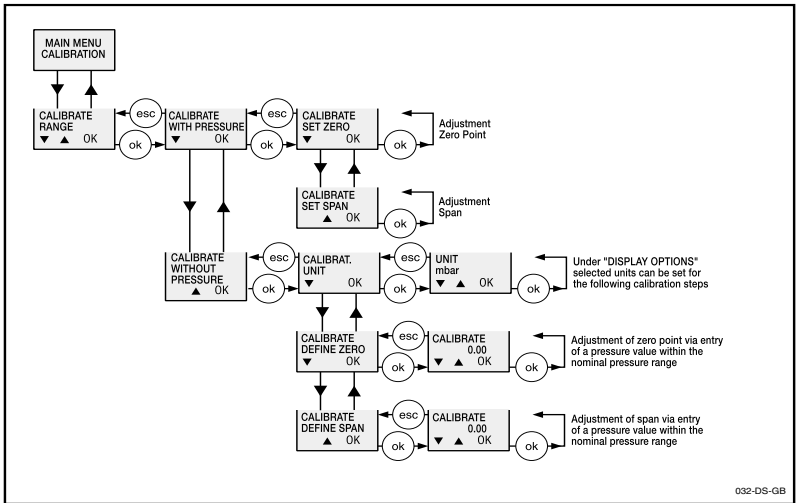 MAIN MENU
CALIBRATION
CALIBRATE
RANGE
▼ ▲ OK
esc
ok
CALIBRATE
WITH PRESSURE
▼ OK
esc
ok
CALIBRATE
SET ZERO
▼ OK
ok
Adjustment
Zero Point
CALIBRATE
SET SPAN
▲ OK
ok
Adjustment
Span
CALIBRATE
WITHOUT
PRESSURE
▲ OK
esc
ok
CALIBRAT.
UNIT
▼ OK
esc
ok
UNIT
mbar
▼ ▲ OK
ok
Under "DISPLAY OPTIONS"
selected units can be set for
the following calibration steps
CALIBRATE
DEFINE ZERO
▼ OK
esc
ok
CALIBRATE
0.00
▼ ▲ OK
ok
Adjustment of zero point via entry
of a pressure value within the
nominal pressure range
CALIBRATE
DEFINE SPAN
▲ OK
esc
ok
CALIBRATE
0.00
▼ ▲ OK
ok
Adjustment of span via entry
of a pressure value within the
nominal pressure range
032-DS-GB